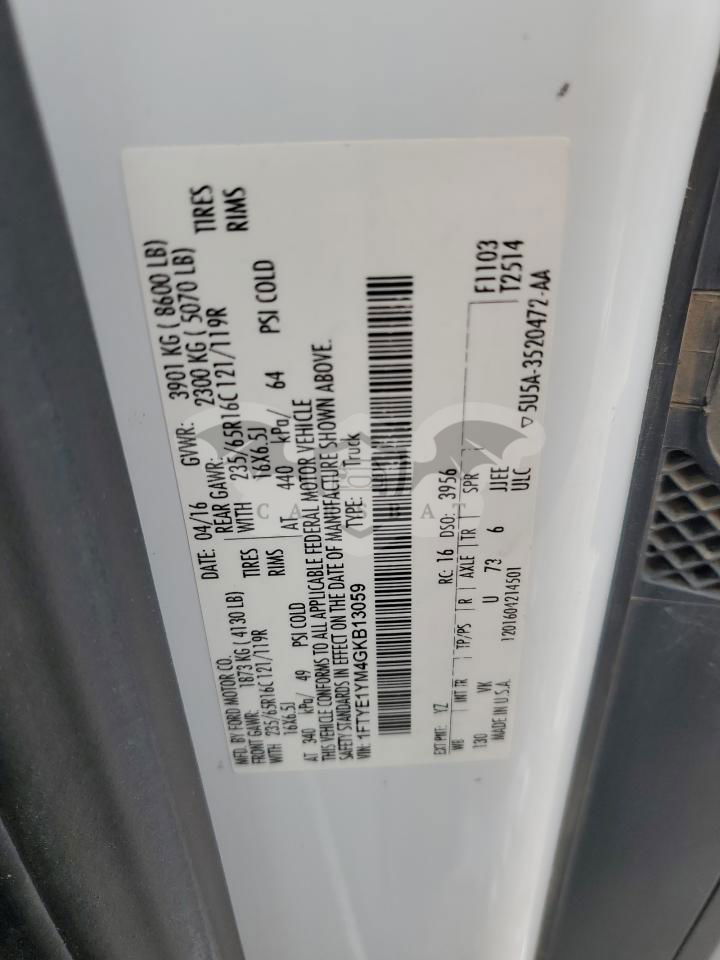 MFD. BY FORD MOTOR CO.
DATE: 04/16 GVWR: 3901 KG ( 8600 LB)
FRONT GAWR: 1873 KG ( 4130 LB) REAR GAWR: 2300 KG ( 5070 LB)
WITH 235/65R16C 121/119R TIRES WITH 235/65R16C 121/119R TIRES
16X6.5J RIMS 16X6.5J RIMS
AT 340 kPa/ 49 PSI COLD AT 440 kPa/ 64 PSI COLD
THIS VEHICLE CONFORMS TO ALL APPLICABLE FEDERAL MOTOR VEHICLE
SAFETY STANDARDS IN EFFECT ON THE DATE OF MANUFACTURE SHOWN ABOVE.
VIN: 1FTYE1YM4GKB13059 TYPE: Truck
CARSBAT
EXT PNT: YZ RC: 16 DSO: 3956 F1103
T2514
WB INT TR TP/PS R AXLE TR SPR
130 VK U 73 6 JJEE
ULC
MADE IN U.S.A. 1201604214501
▽5U5A-3520472-AA